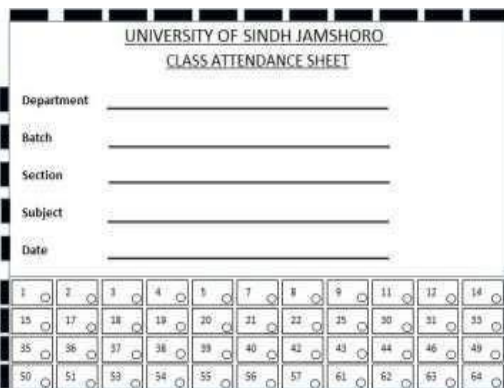 UNIVERSITY OF SINDH JAMSHORO
CLASS ATTENDANCE SHEET
Department
Batch
Section
Subject
Date
1 2 3 4 5 7 8 9 11 12 14
15 17 18 19 20 21 22 25 30 31 33
35 36 37 38 39 40 42 43 44 46 49
50 51 53 54 55 56 57 61 62 63 64